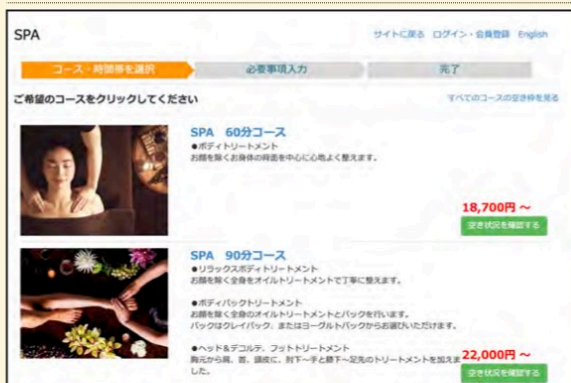 SPA
サイトに戻る ログイン・会員登録 English
コース・時間帯を選択
必要事項入力
完了
ご希望のコースをクリックしてください
すべてのコースの空き枠を見る
SPA 60分コース
●ボディトリートメント
お顔を除くお身体の背面を中心に心地よく整えます。
18,700円 ～
空き状況を確認する
SPA 90分コース
●リラックスボディトリートメント
お顔を除く全身をオイルトリートメントで丁寧に整えます。
●ボディパックトリートメント
お顔を除く全身のオイルトリートメントとパックを行います。
パックはクレイパック、またはヨーグルトパックからお選びいただけます。
●ヘッド&デコルテ、フットトリートメント
胸元から肩、首、頭皮に、肘下～手と膝下～足先のトリートメントを加えま
した。
22,000円 ～
空き状況を確認する